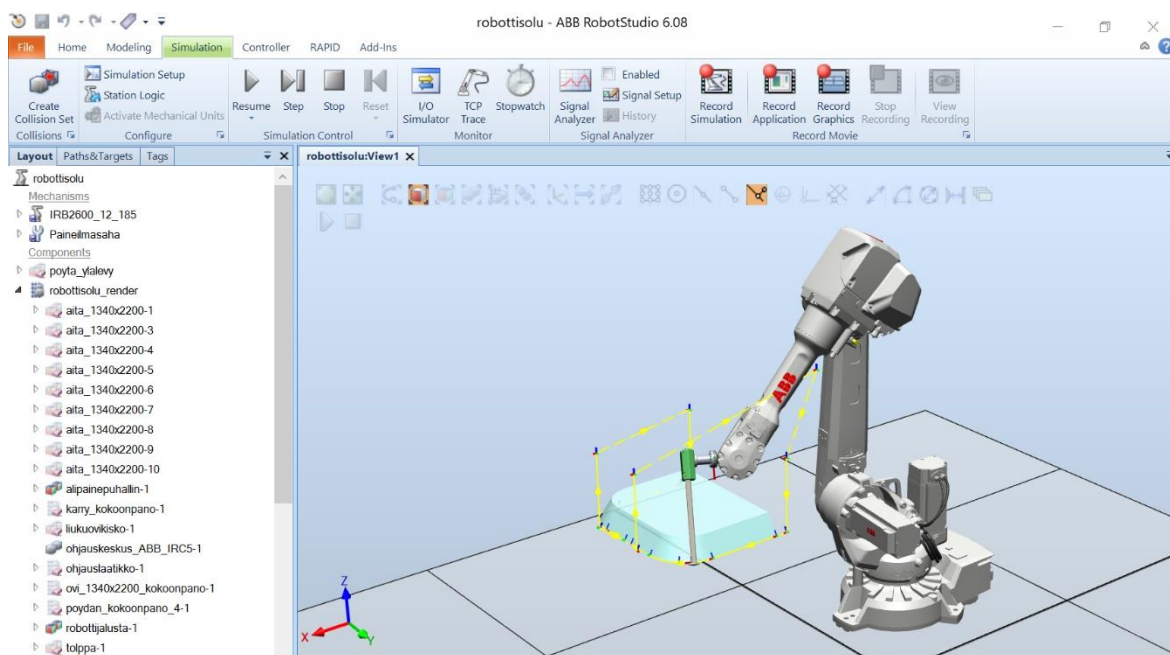 robottisolu - ABB RobotStudio 6.08
File Home Modeling Simulation Controller RAPID Add-Ins
Create Collision Set
Collisions
Simulation Setup
Station Logic
Activate Mechanical Units
Configure
Resume Step Stop Reset
Simulation Control
I/O Simulator
TCP Trace
Stopwatch
Monitor
Signal Analyzer
Enabled
Signal Setup
History
Signal Analyzer
Record Simulation
Record Application
Record Graphics
Stop Recording
View Recording
Record Movie
Layout Paths&Targets Tags
robottisolu:View1
robottisolu
Mechanisms
IRB2600_12_185
Paineilmasaha
Components
poyta_ylalevy
robottisolu_render
aita_1340x2200-1
aita_1340x2200-3
aita_1340x2200-4
aita_1340x2200-5
aita_1340x2200-6
aita_1340x2200-7
aita_1340x2200-8
aita_1340x2200-9
aita_1340x2200-10
alipainepuhallin-1
karry_kokoonpano-1
liukuovikisko-1
ohjauskeskus_ABB_IRC5-1
ohjauslaatikko-1
ovi_1340x2200_kokoonpano-1
poydan_kokoonpano_4-1
robottijalusta-1
tolppa-1
ABB
Z
X
Y